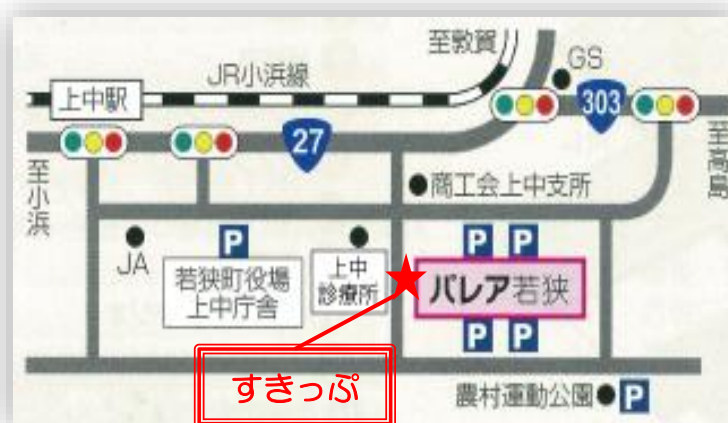 至敦賀
GS
JR小浜線
上中駅
303
27
至小浜
至高島
商工会上中支所
P
P P
JA
若狭町役場
上中庁舎
上中
診療所
パレア若狭
P P
すきっぷ
農村運動公園
P